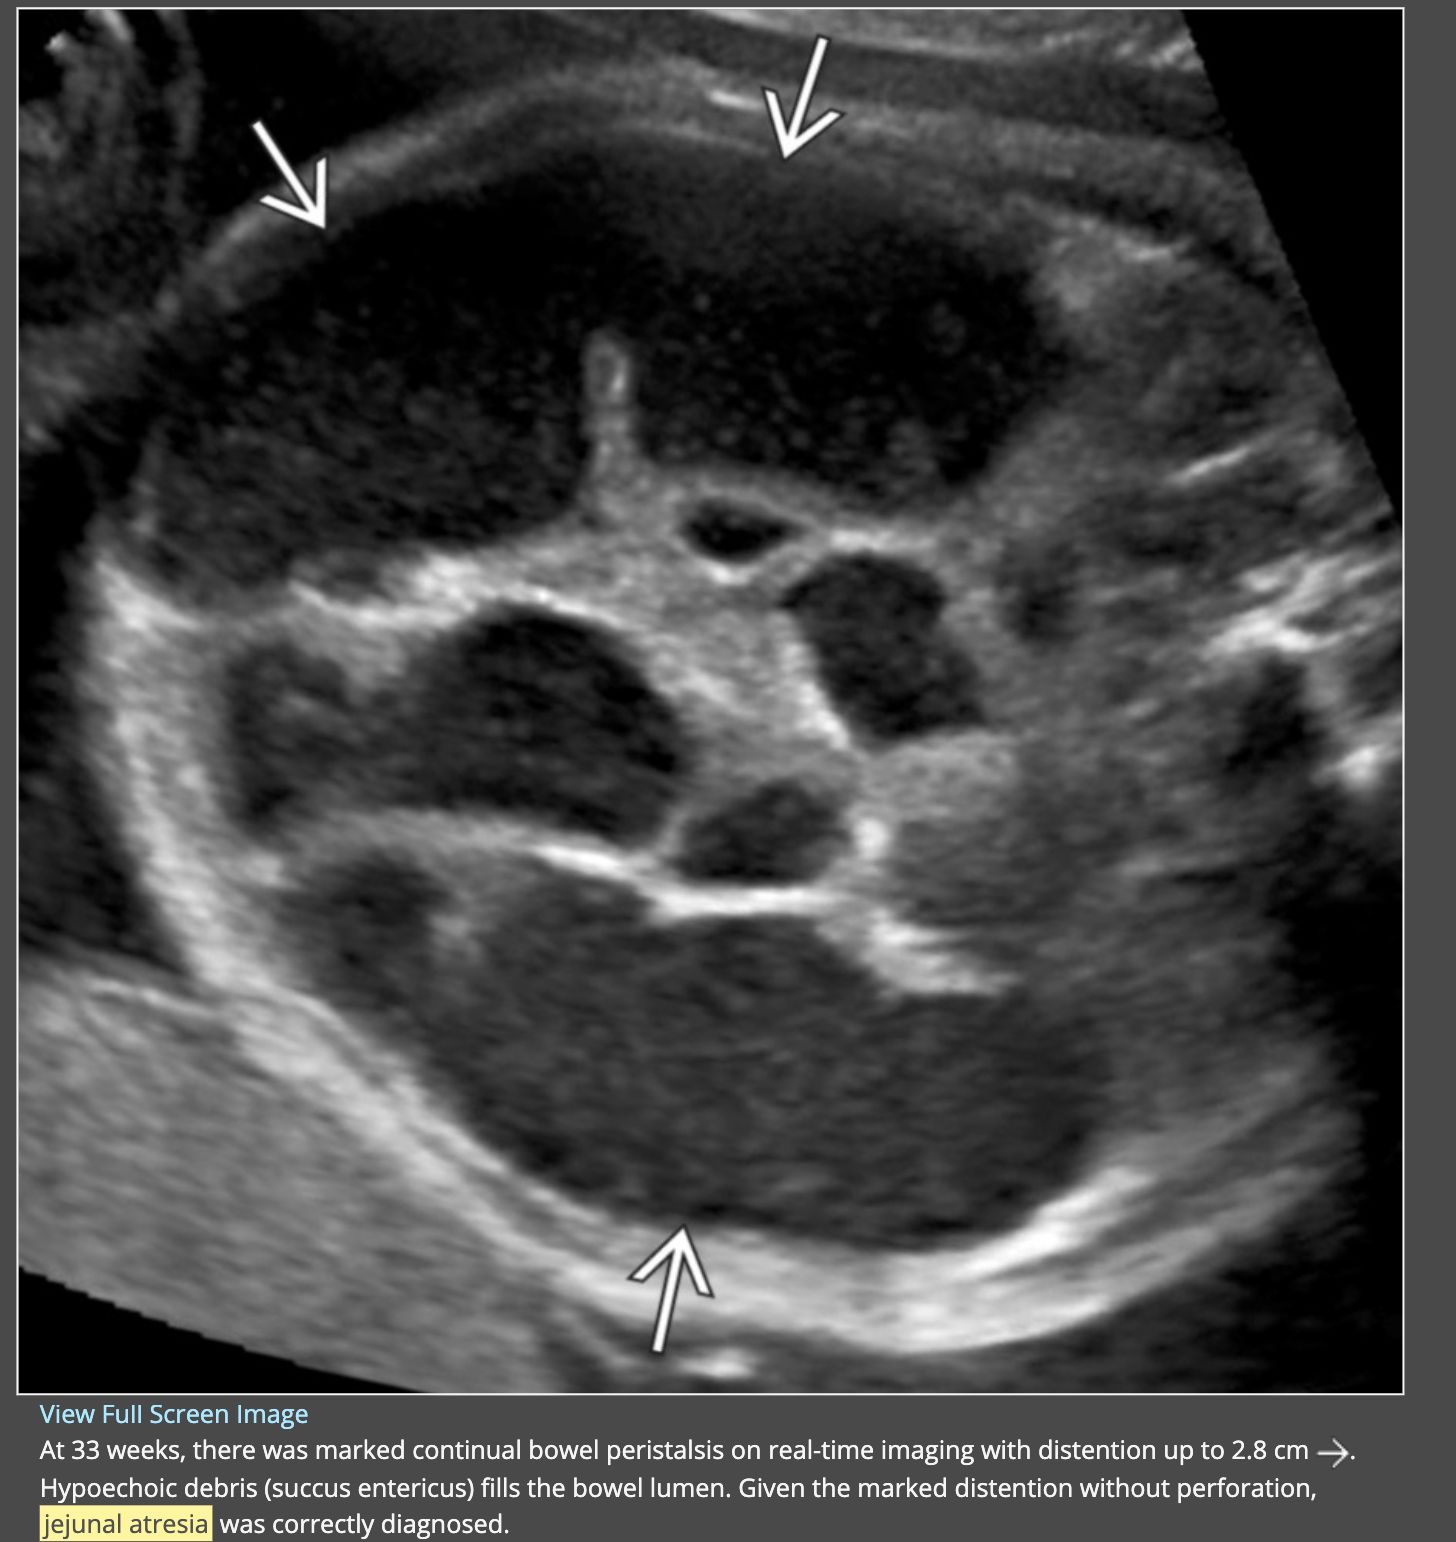 View Full Screen Image
At 33 weeks, there was marked continual bowel peristalsis on real-time imaging with distention up to 2.8 cm →.
Hypoechoic debris (succus entericus) fills the bowel lumen. Given the marked distention without perforation,
jejunal atresia was correctly diagnosed.